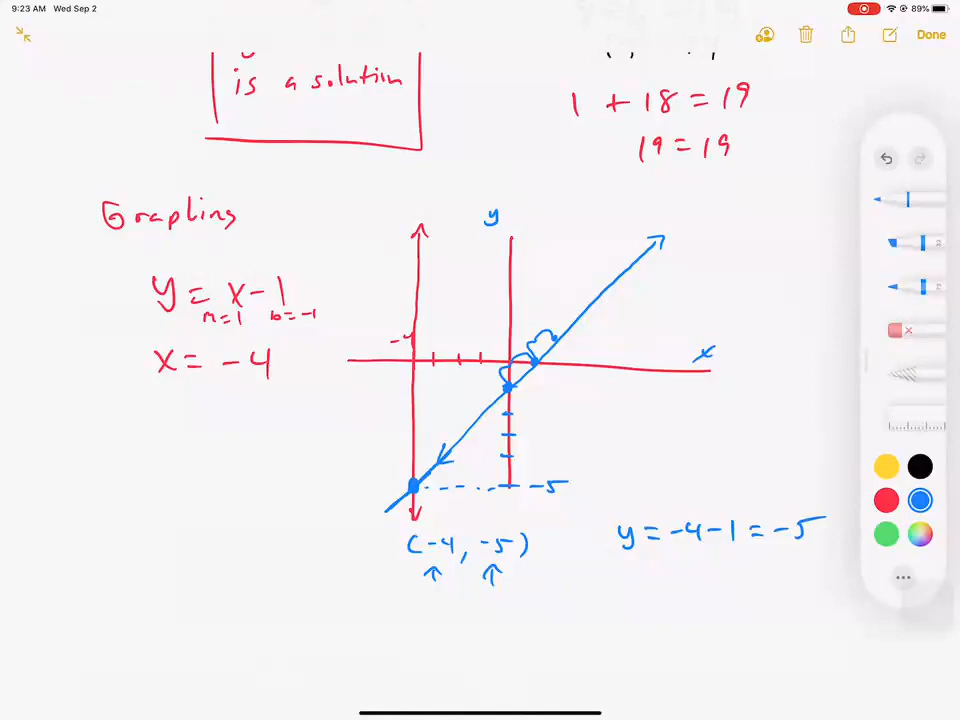 9:23 AM Wed Sep 2
89%
Done
is a solution
1 + 18 = 19
19 = 19
Graphing
y
y = x - 1
m=1 b=-1
-4
x = -4
x
-5
(-4, -5)
y = -4 - 1 = -5